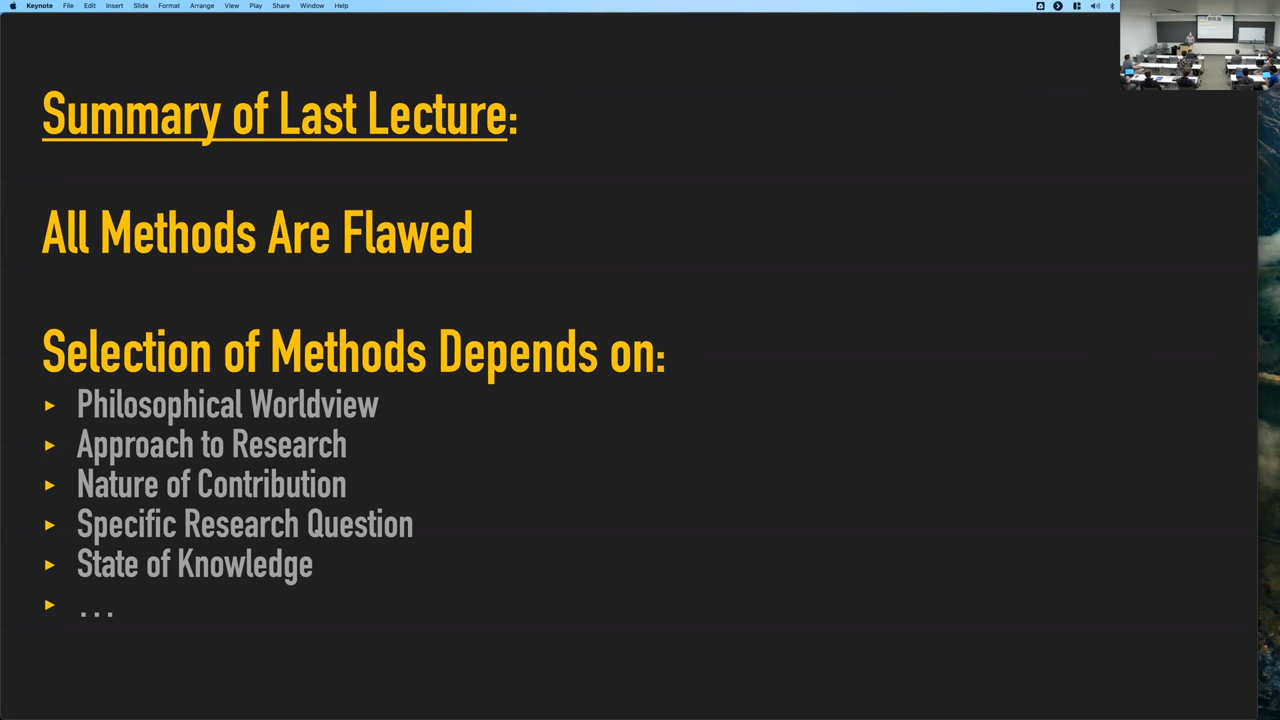 Keynote File Edit Insert Slide Format Arrange View Play Share Window Help
Summary of Last Lecture:
All Methods Are Flawed
Selection of Methods Depends on:
▸ Philosophical Worldview
▸ Approach to Research
▸ Nature of Contribution
▸ Specific Research Question
▸ State of Knowledge
▸ ...